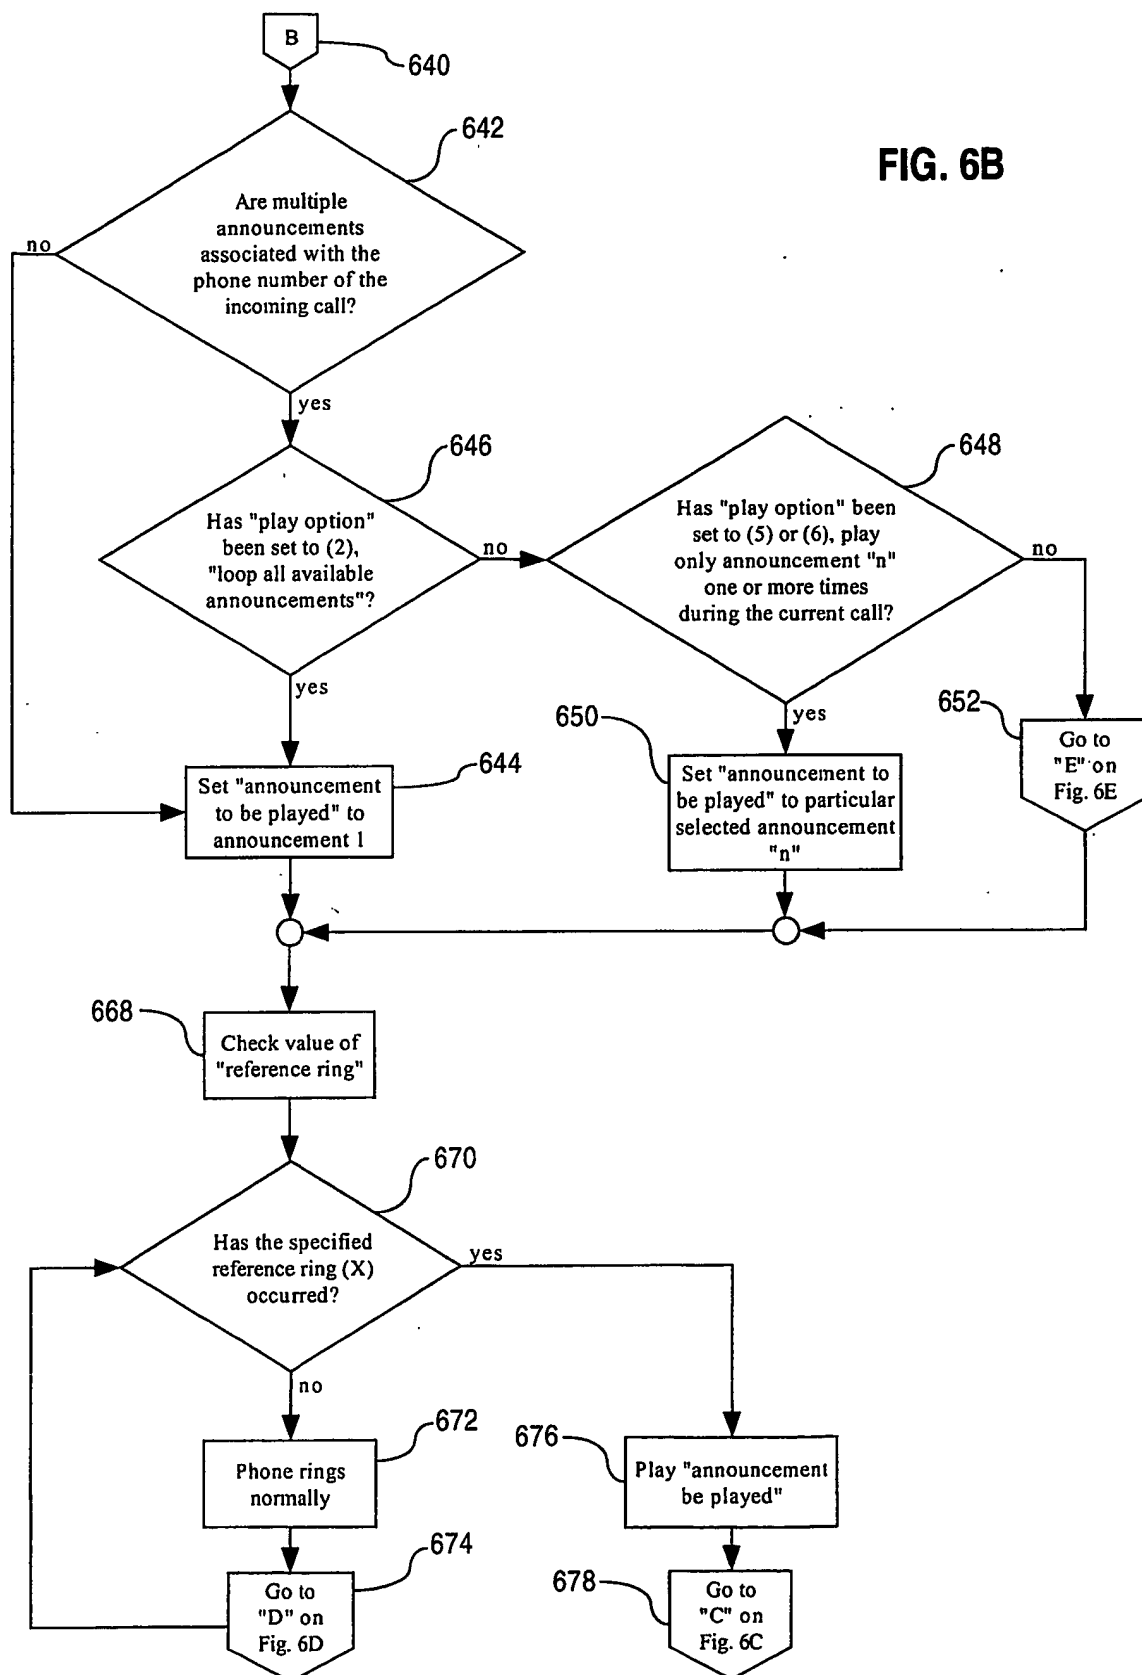 B
640
642
FIG. 6B
Are multiple
announcements
associated with the
phone number of the
incoming call?
no
yes
646
648
Has "play option"
been set to (2),
"loop all available
announcements"?
no
Has "play option" been
set to (5) or (6), play
only announcement "n"
one or more times
during the current call?
no
yes
yes
644
650
652
Set "announcement
to be played" to
announcement 1
Set "announcement to
be played" to particular
selected announcement
"n"
Go to
"E" on
Fig. 6E
668
Check value of
"reference ring"
670
Has the specified
reference ring (X)
occurred?
yes
no
672
676
Phone rings
normally
Play "announcement
be played"
674
678
Go to
"D" on
Fig. 6D
Go to
"C" on
Fig. 6C